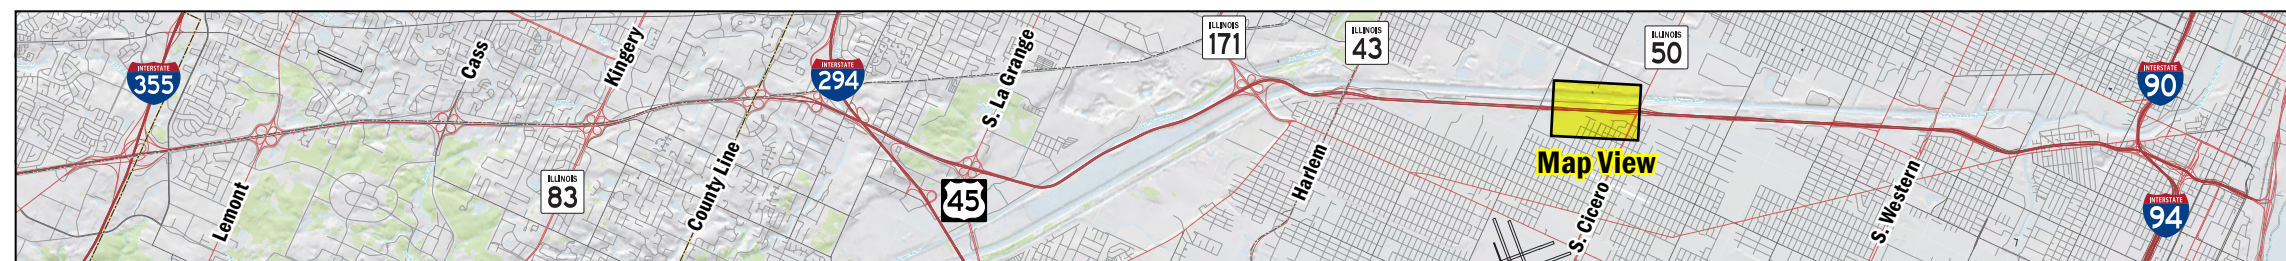 INTERSTATE
355
Lemont
Cass
ILLINOIS
83
Kingery
County Line
INTERSTATE
294
45
S. La Grange
ILLINOIS
171
Harlem
ILLINOIS
43
Map View
S. Cicero
ILLINOIS
50
S. Western
INTERSTATE
90
INTERSTATE
94